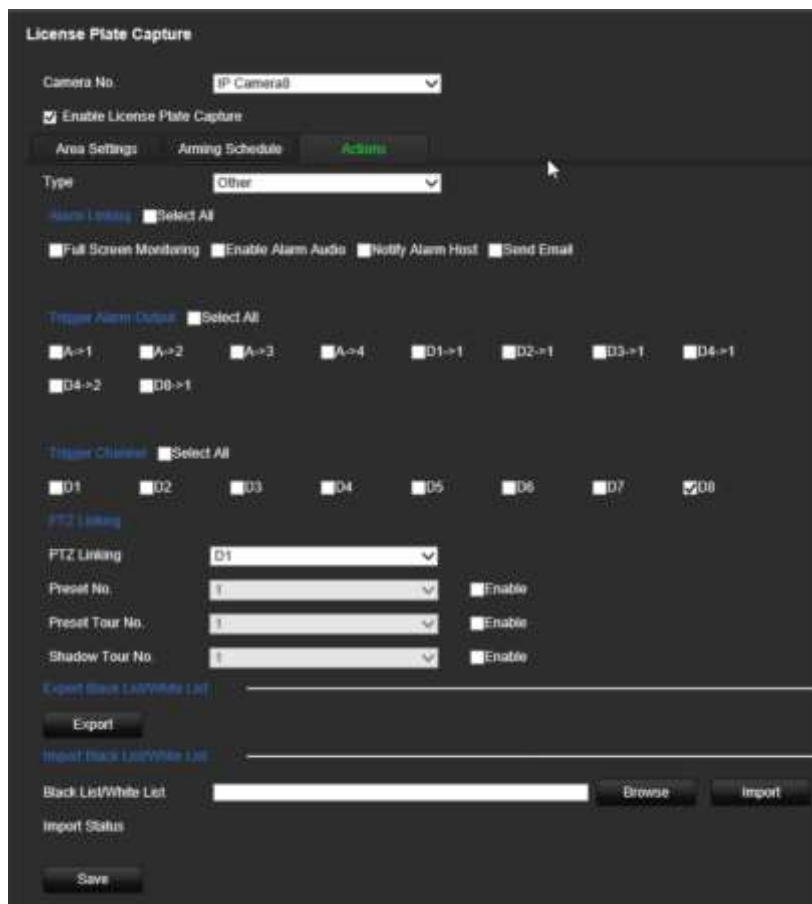 License Plate Capture
Camera No. IP Camera8
Enable License Plate Capture
Area Settings Arming Schedule Actions
Type Other
Alarm Linking Select All
Full Screen Monitoring Enable Alarm Audio Notify Alarm Host Send Email
Trigger Alarm Output Select All
A->1 A->2 A->3 A->4 D1->1 D2->1 D3->1 D4->1
D4->2 D8->1
Trigger Channel Select All
D1 D2 D3 D4 D5 D6 D7 D8
PTZ Linking
PTZ Linking D1
Preset No. 1 Enable
Preset Tour No. 1 Enable
Shadow Tour No. 1 Enable
Export Black List/White List
Export
Import Black List/White List
Black List/White List Browse Import
Import Status
Save